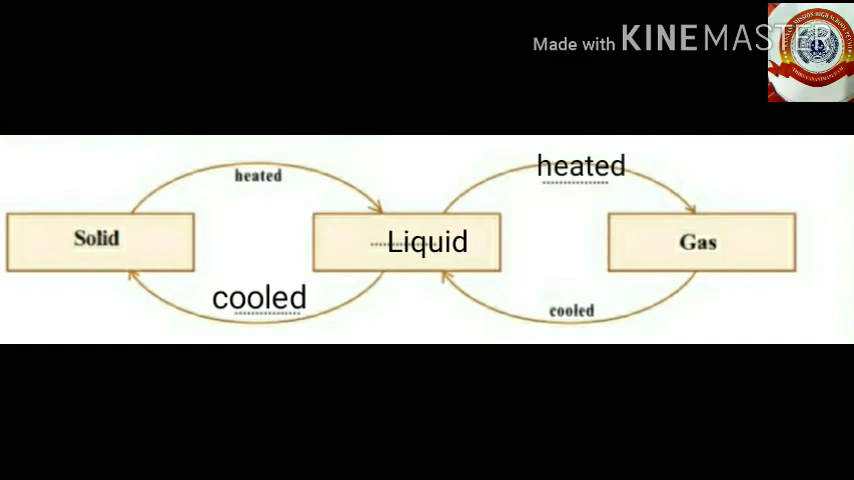 Made with KINEMASTER
heated
heated
Solid
Liquid
Gas
cooled
cooled